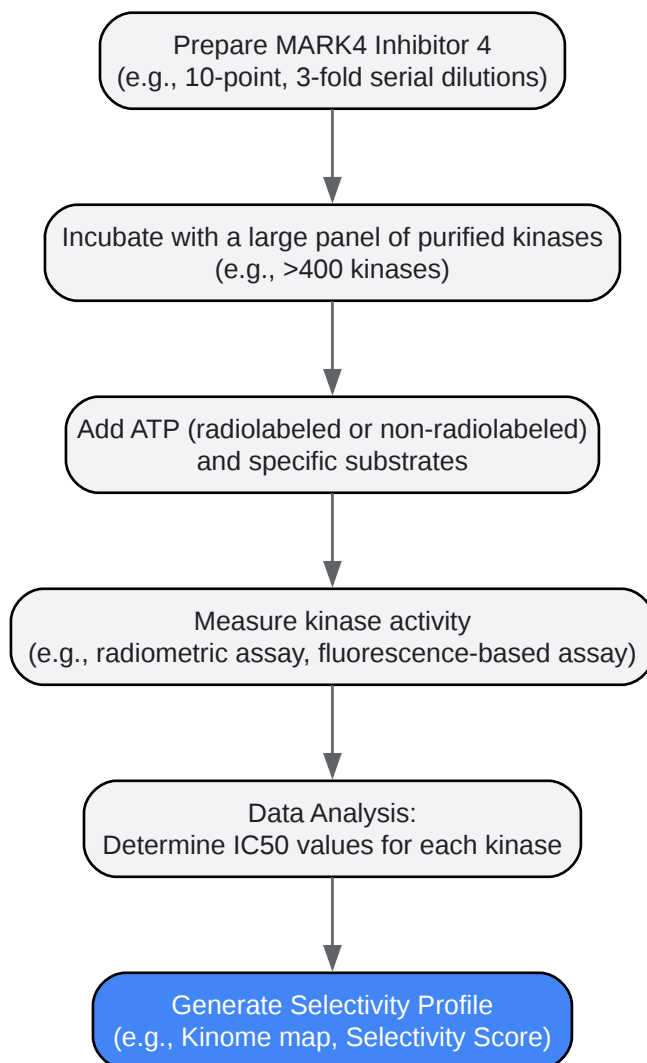 Prepare MARK4 Inhibitor 4
(e.g., 10-point, 3-fold serial dilutions)
Incubate with a large panel of purified kinases
(e.g., >400 kinases)
Add ATP (radiolabeled or non-radiolabeled)
and specific substrates
Measure kinase activity
(e.g., radiometric assay, fluorescence-based assay)
Data Analysis:
Determine IC50 values for each kinase
Generate Selectivity Profile
(e.g., Kinome map, Selectivity Score)